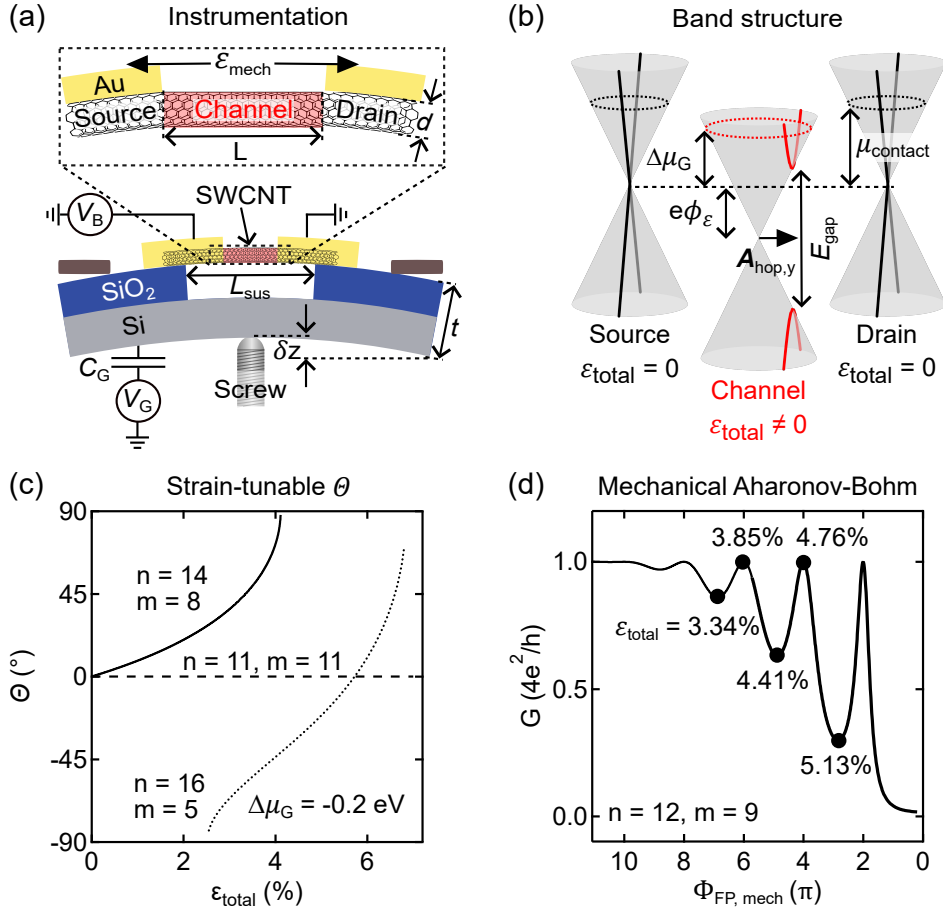 (a) Instrumentation
ε_mech
Au
Source Channel Drain
d
L
SWCNT
V_B
SiO₂
L_sus
t
Si
δz
C_G
Screw
V_G
(b) Band structure
Δμ_G
μ_contact
eϕ_ε
A_hop,y
E_gap
Source
ε_total = 0
Drain
ε_total = 0
Channel
ε_total ≠ 0
(c) Strain-tunable Θ
90
45
0
-45
-90
Θ (°)
n = 14
m = 8
n = 11, m = 11
n = 16
m = 5
Δμ_G = -0.2 eV
0 2 4 6
ε_total (%)
(d) Mechanical Aharonov-Bohm
1.0
0.5
0.0
G (4e²/h)
3.85% 4.76%
ε_total = 3.34%
4.41%
5.13%
n = 12, m = 9
10 8 6 4 2 0
Φ_FP, mech (π)